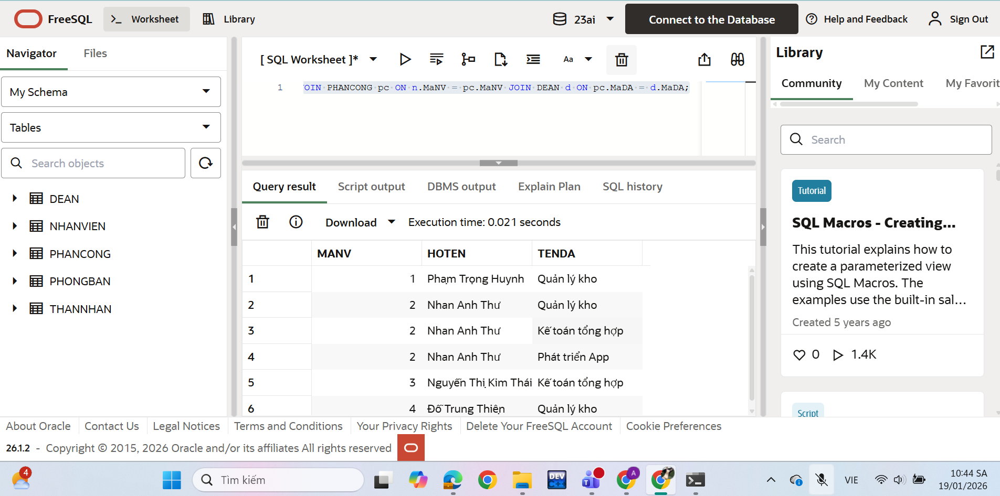 FreeSQL
Worksheet
Library
23ai
Connect to the Database
Help and Feedback
Sign Out
Navigator
Files
My Schema
Tables
Search objects
DEAN
NHANVIEN
PHANCONG
PHONGBAN
THANNHAN
[ SQL Worksheet ]*
Aa
1
OIN PHANCONG pc ON n.MaNV = pc.MaNV JOIN DEAN d ON pc.MaDA = d.MaDA;
Query result
Script output
DBMS output
Explain Plan
SQL history
Download
Execution time: 0.021 seconds
MANV HOTEN TENDA
1 1 Phạm Trọng Huynh Quản lý kho
2 2 Nhan Anh Thư Quản lý kho
3 2 Nhan Anh Thư Kế toán tổng hợp
4 2 Nhan Anh Thư Phát triển App
5 3 Nguyễn Thị Kim Thái Kế toán tổng hợp
6 4 Đỗ Trung Thiện Quản lý kho
Library
Community
My Content
My Favorit
Search
Tutorial
SQL Macros - Creating...
This tutorial explains how to
create a parameterized view
using SQL Macros. The
examples use the built-in sal...
Created 5 years ago
0
1.4K
Script
About Oracle
Contact Us
Legal Notices
Terms and Conditions
Your Privacy Rights
Delete Your FreeSQL Account
Cookie Preferences
26.1.2 - Copyright © 2015, 2026 Oracle and/or its affiliates All rights reserved
4
Tìm kiếm
DEV
C++
T
A
VIE
10:44 SA
19/01/2026